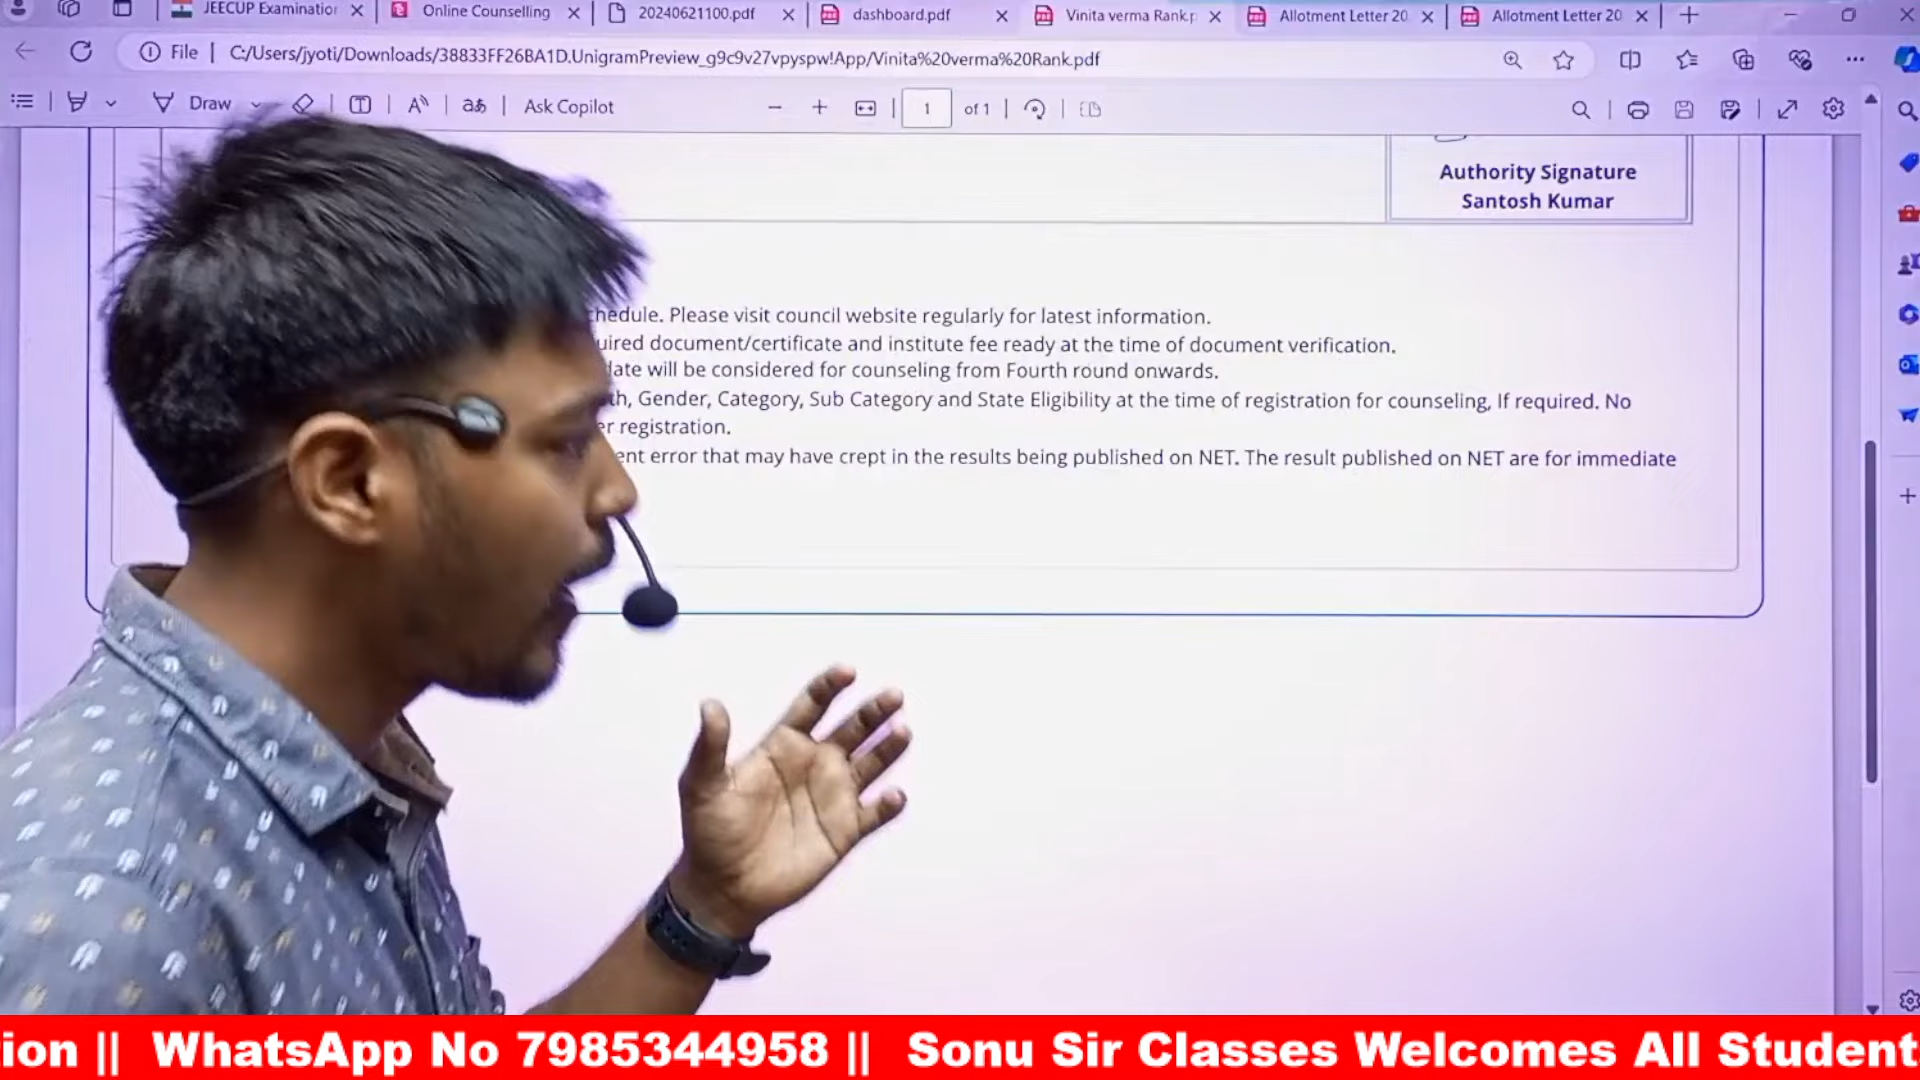 JEECUP Examination
Online Counselling
20240621100.pdf
dashboard.pdf
Vinita verma Rank.p
Allotment Letter 20
Allotment Letter 20
File
C:/Users/jyoti/Downloads/38833FF26BA1D.UnigramPreview_g9c9v27vpyspw!App/Vinita%20verma%20Rank.pdf
Draw
Ask Copilot
1
of 1
Authority Signature
Santosh Kumar
hedule. Please visit council website regularly for latest information.
uired document/certificate and institute fee ready at the time of document verification.
ate will be considered for counseling from Fourth round onwards.
th, Gender, Category, Sub Category and State Eligibility at the time of registration for counseling, If required. No
er registration.
ent error that may have crept in the results being published on NET. The result published on NET are for immediate
ion || WhatsApp No 7985344958 || Sonu Sir Classes Welcomes All Student